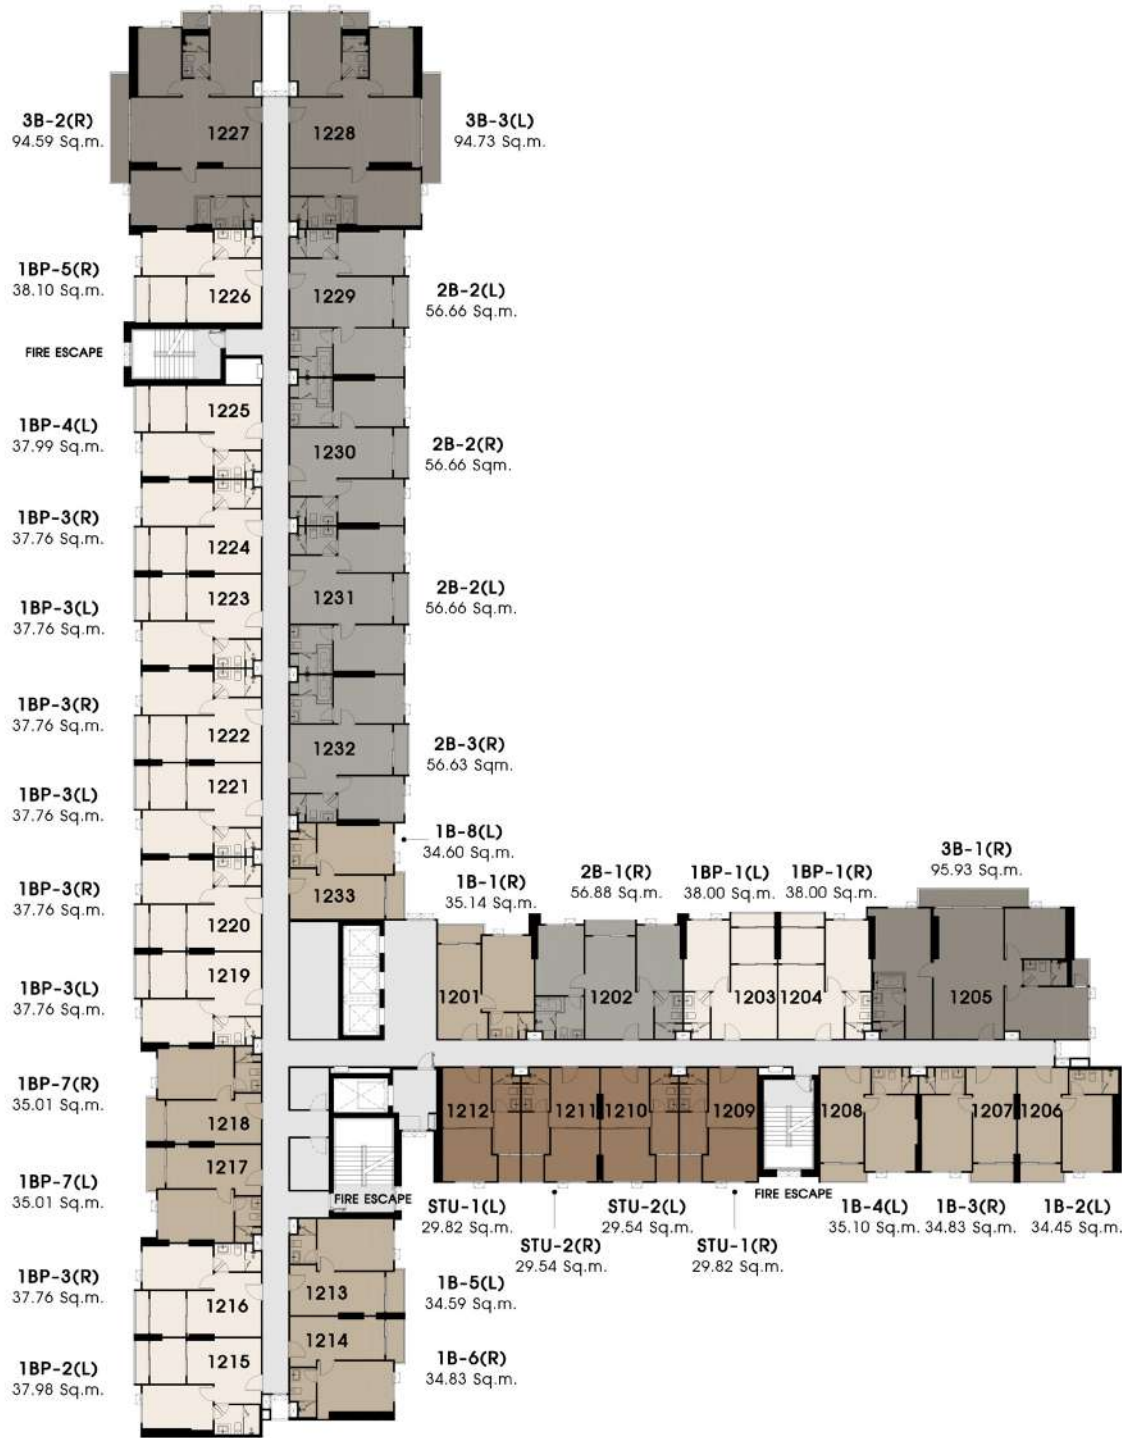 3B-2(R)
94.59 Sq.m.
1227
1228
3B-3(L)
94.73 Sq.m.
1BP-5(R)
38.10 Sq.m.
1226
1229
2B-2(L)
56.66 Sq.m.
FIRE ESCAPE
1BP-4(L)
37.99 Sq.m.
1225
1230
2B-2(R)
56.66 Sqm.
1BP-3(R)
37.76 Sq.m.
1224
1BP-3(L)
37.76 Sq.m.
1223
1231
2B-2(L)
56.66 Sq.m.
1BP-3(R)
37.76 Sq.m.
1222
1232
2B-3(R)
56.63 Sqm.
1BP-3(L)
37.76 Sq.m.
1221
1B-8(L)
34.60 Sq.m.
1BP-3(R)
37.76 Sq.m.
1220
1233
1B-1(R)
35.14 Sq.m.
2B-1(R)
56.88 Sq.m.
1BP-1(L)
38.00 Sq.m.
1BP-1(R)
38.00 Sq.m.
3B-1(R)
95.93 Sq.m.
1BP-3(L)
37.76 Sq.m.
1219
1201
1202
1203
1204
1205
1BP-7(R)
35.01 Sq.m.
1218
1212
1211
1210
1209
1208
1207
1206
1BP-7(L)
35.01 Sq.m.
1217
FIRE ESCAPE
FIRE ESCAPE
STU-1(L)
29.82 Sq.m.
STU-2(R)
29.54 Sq.m.
STU-2(L)
29.54 Sq.m.
STU-1(R)
29.82 Sq.m.
1B-4(L)
35.10 Sq.m.
1B-3(R)
34.83 Sq.m.
1B-2(L)
34.45 Sq.m.
1BP-3(R)
37.76 Sq.m.
1216
1213
1B-5(L)
34.59 Sq.m.
1BP-2(L)
37.98 Sq.m.
1215
1214
1B-6(R)
34.83 Sq.m.